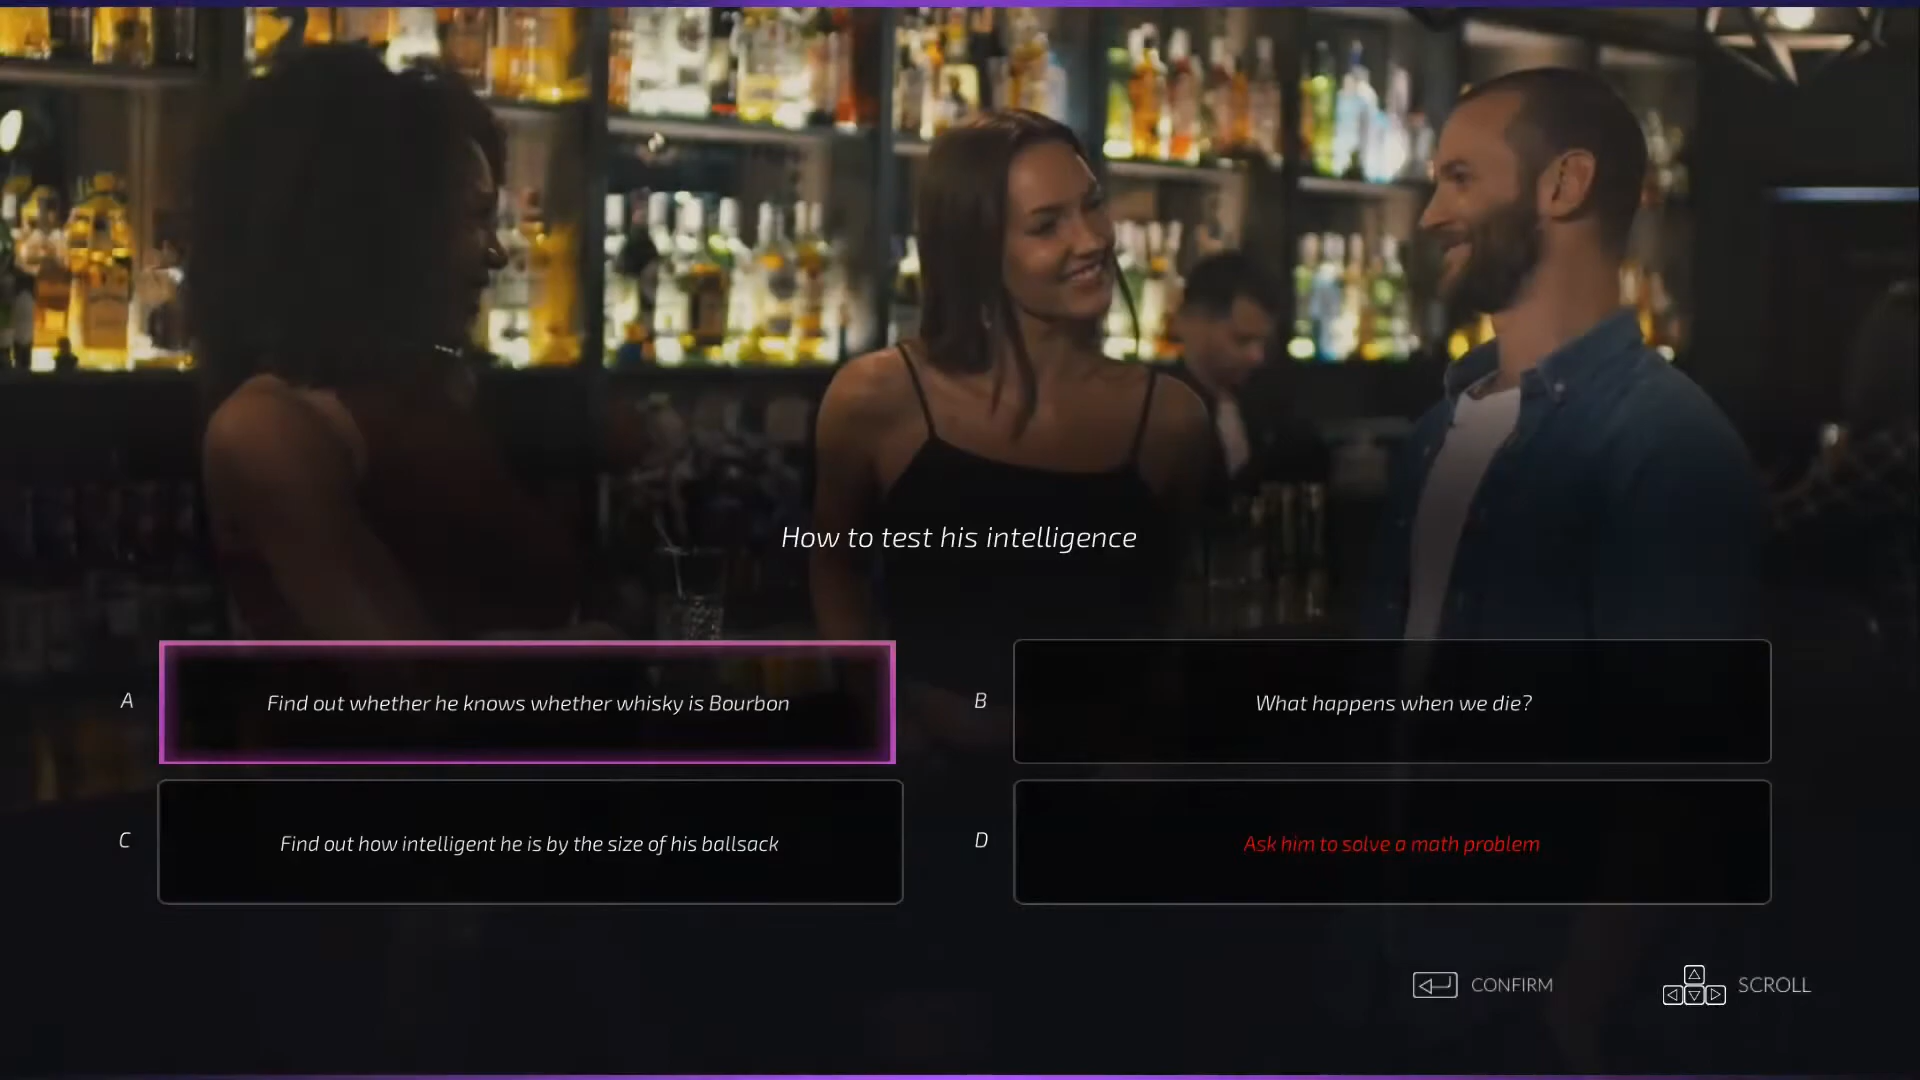 How to test his intelligence
A
Find out whether he knows whether whisky is Bourbon
B
What happens when we die?
C
Find out how intelligent he is by the size of his ballsack
D
Ask him to solve a math problem
CONFIRM
SCROLL